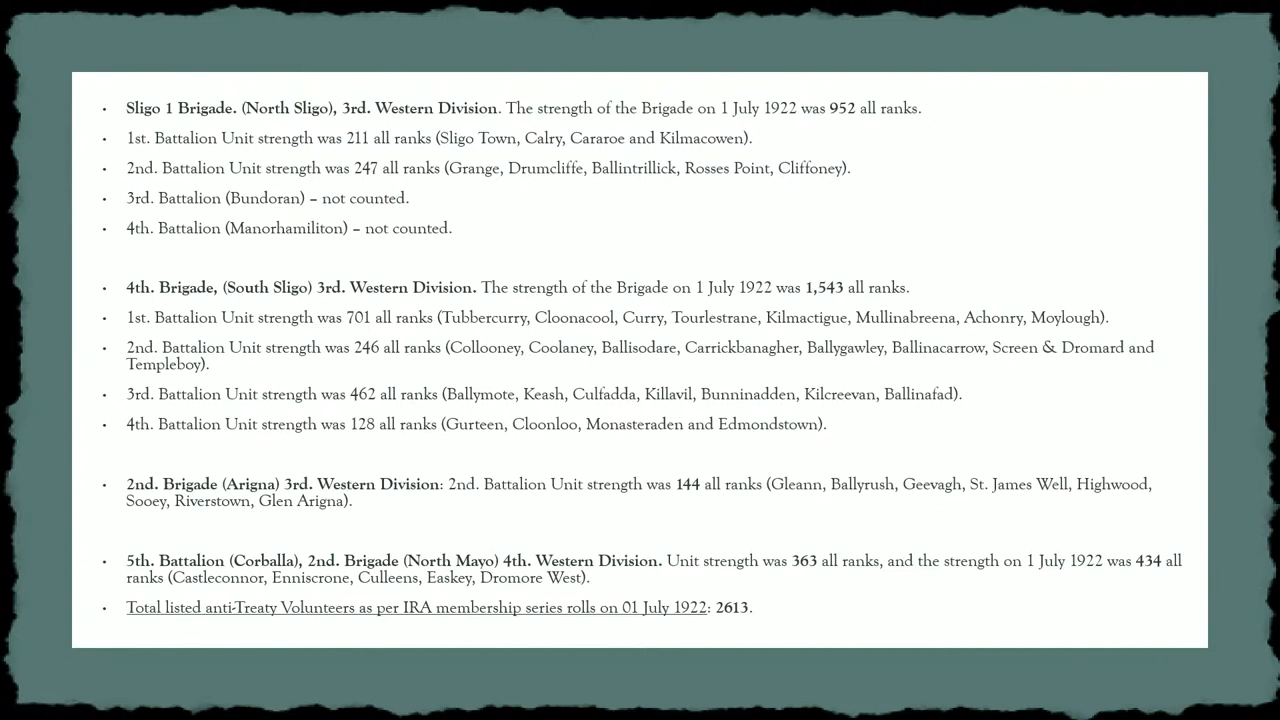 • Sligo 1 Brigade. (North Sligo), 3rd. Western Division. The strength of the Brigade on 1 July 1922 was 952 all ranks.
• 1st. Battalion Unit strength was 211 all ranks (Sligo Town, Calry, Cararoe and Kilmacowen).
• 2nd. Battalion Unit strength was 247 all ranks (Grange, Drumcliffe, Ballintrillick, Rosses Point, Cliffoney).
• 3rd. Battalion (Bundoran) – not counted.
• 4th. Battalion (Manorhamiliton) – not counted.
• 4th. Brigade, (South Sligo) 3rd. Western Division. The strength of the Brigade on 1 July 1922 was 1,543 all ranks.
• 1st. Battalion Unit strength was 701 all ranks (Tubbercurry, Cloonacool, Curry, Tourlestrane, Kilmactigue, Mullinabreena, Achonry, Moylough).
• 2nd. Battalion Unit strength was 246 all ranks (Collooney, Coolaney, Ballisodare, Carrickbanagher, Ballygawley, Ballinacarrow, Screen & Dromard and
Templeboy).
• 3rd. Battalion Unit strength was 462 all ranks (Ballymote, Keash, Culfadda, Killavil, Bunninadden, Kilcreevan, Ballinafad).
• 4th. Battalion Unit strength was 128 all ranks (Gurteen, Cloonloo, Monasteraden and Edmondstown).
• 2nd. Brigade (Arigna) 3rd. Western Division: 2nd. Battalion Unit strength was 144 all ranks (Gleann, Ballyrush, Geevagh, St. James Well, Highwood,
Sooey, Riverstown, Glen Arigna).
• 5th. Battalion (Corballa), 2nd. Brigade (North Mayo) 4th. Western Division. Unit strength was 363 all ranks, and the strength on 1 July 1922 was 434 all
ranks (Castleconnor, Enniscrone, Culleens, Easkey, Dromore West).
• Total listed anti-Treaty Volunteers as per IRA membership series rolls on 01 July 1922: 2613.